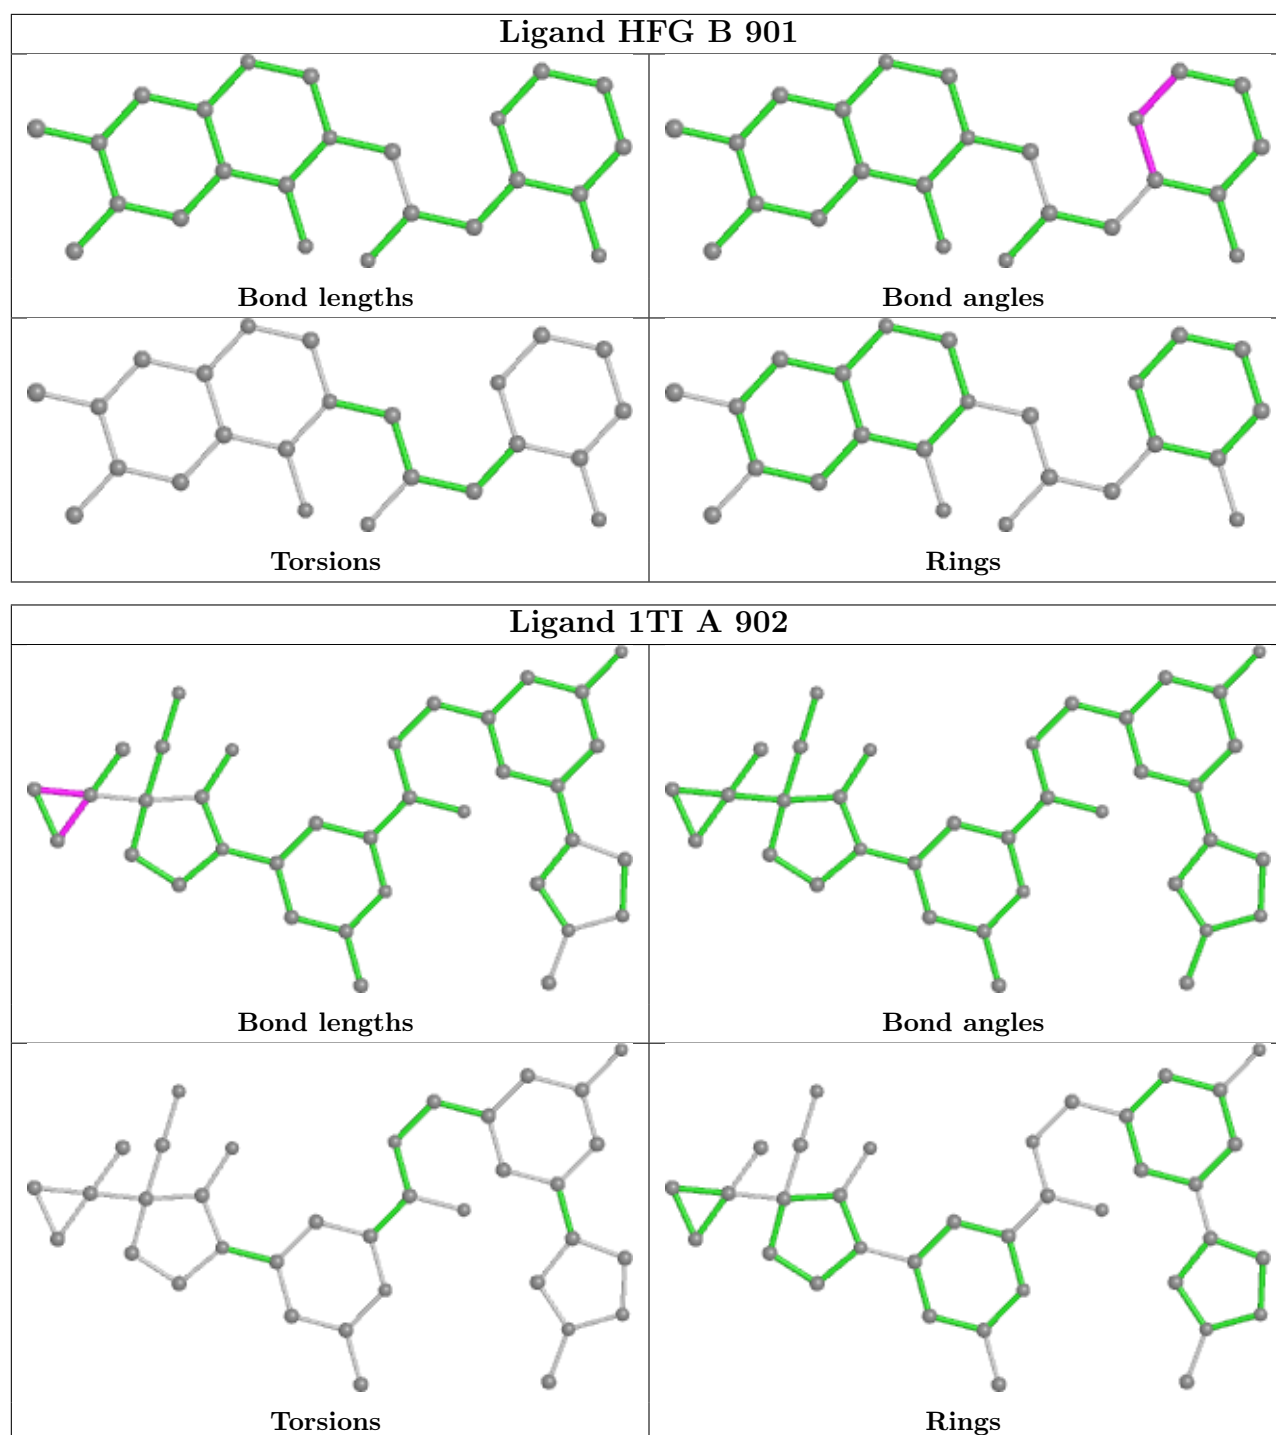 Ligand HFG B 901
Bond lengths
Bond angles
Torsions
Rings
Ligand 1TI A 902
Bond lengths
Bond angles
Torsions
Rings